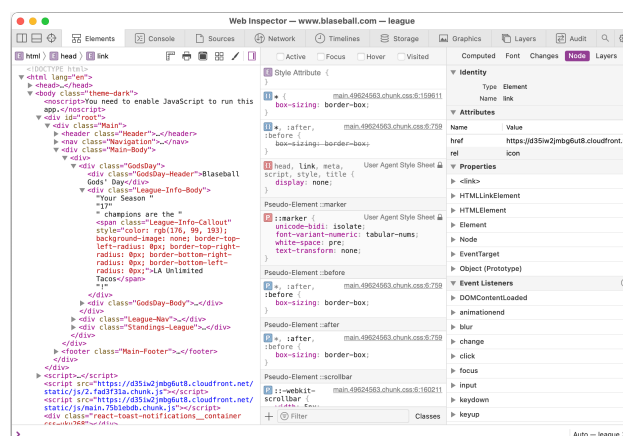 Web Inspector — www.blaseball.com — league
Elements
Console
Sources
Network
Timelines
Storage
Graphics
Layers
Audit
E html > E head > E link
Active
Focus
Hover
Visited
Computed
Font
Changes
Node
Layers
<!DOCTYPE html>
<html lang="en">
<head>…</head>
<body class="theme-dark">
<noscript>You need to enable JavaScript to run this
app.</noscript>
<div id="root">
<div class="Main">
<header class="Header">…</header>
<nav class="Navigation">…</nav>
<div class="Main-Body">
<div>
<div class="GodsDay">
<div class="GodsDay-Header">Blaseball
Gods' Day</div>
<div class="League-Info-Body">
"Your Season "
"17"
" champions are the "
<span class="League-Info-Callout"
style="color: rgb(176, 99, 193);
background-image: none; border-top-
left-radius: 0px; border-top-right-
radius: 0px; border-bottom-right-
radius: 0px; border-bottom-left-
radius: 0px;">LA Unlimited
Tacos</span>
"!"
</div>
<div class="GodsDay-Body">…</div>
</div>
<div class="League-Nav">…</div>
<div class="Standings-League">…</div>
</div>
</div>
<footer class="Main-Footer">…</footer>
</div>
</div>
<script>…</script>
<script src="https://d35iw2jmbg6ut8.cloudfront.net/
static/js/2.fad3f31a.chunk.js"></script>
<script src="https://d35iw2jmbg6ut8.cloudfront.net/
static/js/main.75b1ebdb.chunk.js"></script>
<div class="react-toast-notifications__container
E Style Attribute {
}
* { main.49624563.chunk.css:6:159611
box-sizing: border-box;
}
*, :after, main.49624563.chunk.css:6:759
:before {
box-sizing: border-box;
}
head, link, meta, User Agent Style Sheet
script, style, title {
display: none;
}
Pseudo-Element ::marker
P ::marker { User Agent Style Sheet
unicode-bidi: isolate;
font-variant-numeric: tabular-nums;
white-space: pre;
text-transform: none;
}
Pseudo-Element ::before
P *, :after, main.49624563.chunk.css:6:759
:before {
box-sizing: border-box;
}
Pseudo-Element ::after
P *, :after, main.49624563.chunk.css:6:759
:before {
box-sizing: border-box;
}
Pseudo-Element ::scrollbar
P ::-webkit- main.49624563.chunk.css:6:160211
scrollbar {
Filter
Classes
Identity
Type Element
Name link
Attributes
Name Value
href https://d35iw2jmbg6ut8.cloudfront.
rel icon
Properties
<link>
HTMLLinkElement
HTMLElement
Element
Node
EventTarget
Object (Prototype)
Event Listeners
DOMContentLoaded
animationend
blur
change
click
focus
input
keydown
keyup
Auto — league